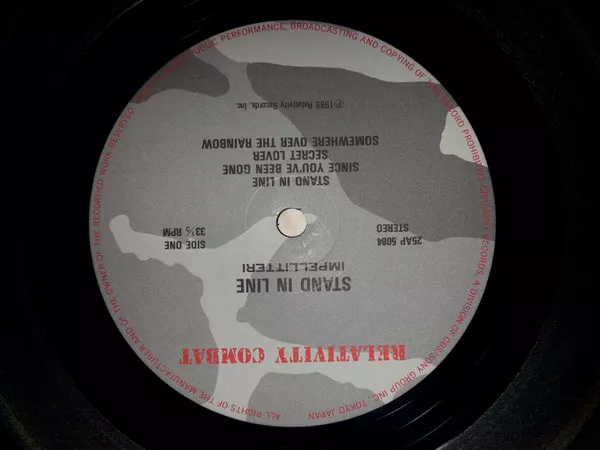 RELATIVITY COMBAT
STAND IN LINE
IMPELLITTERI
25AP 5084
STEREO
SIDE ONE
33⅓ RPM
STAND IN LINE
SINCE YOU'VE BEEN GONE
SECRET LOVER
SOMEWHERE OVER THE RAINBOW
℗1988 Relativity Records, Inc.
ALL RIGHTS OF THE MANUFACTURER AND OF THE OWNER OF THE RECORDED WORK RESERVED. PUBLIC PERFORMANCE, BROADCASTING AND COPYING OF THIS RECORD PROHIBITED. RECORDS, A DIVISION OF CBS/SONY GROUP INC., TOKYO JAPAN